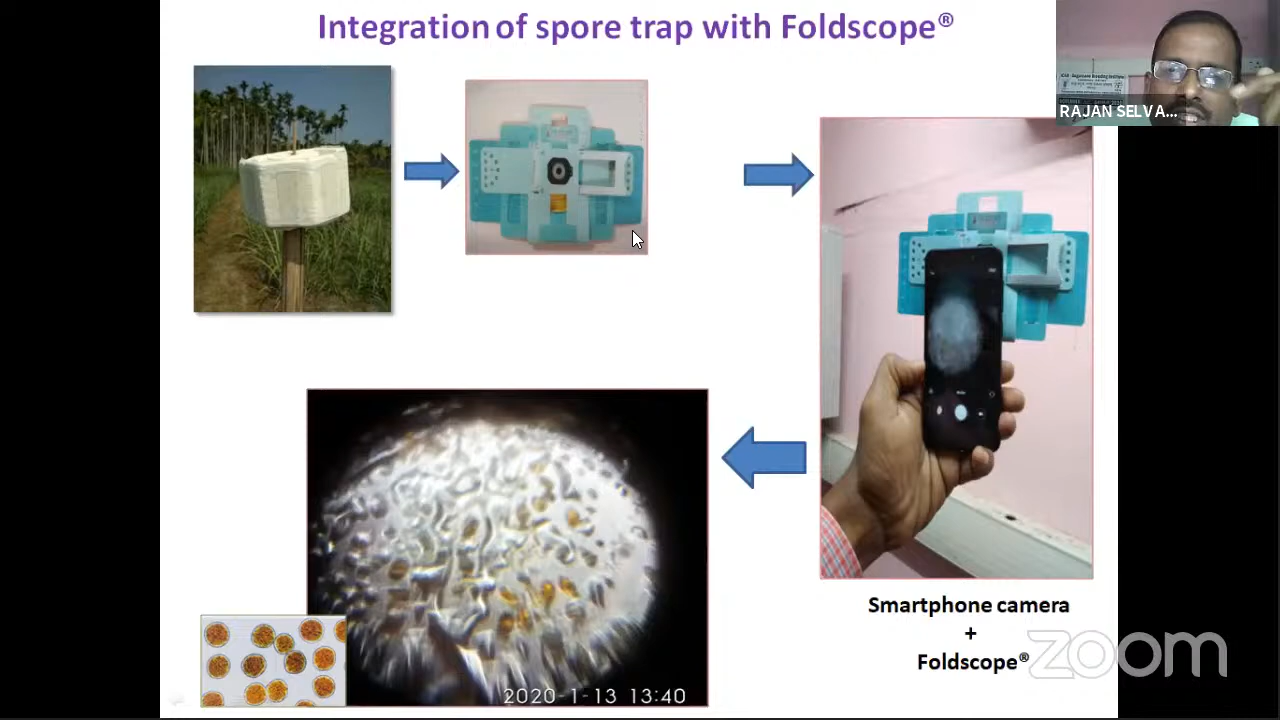 Integration of spore trap with Foldscope®
RAJAN SELVA...
Smartphone camera
+
Foldscope®
zoom
2020-1-13 13:40